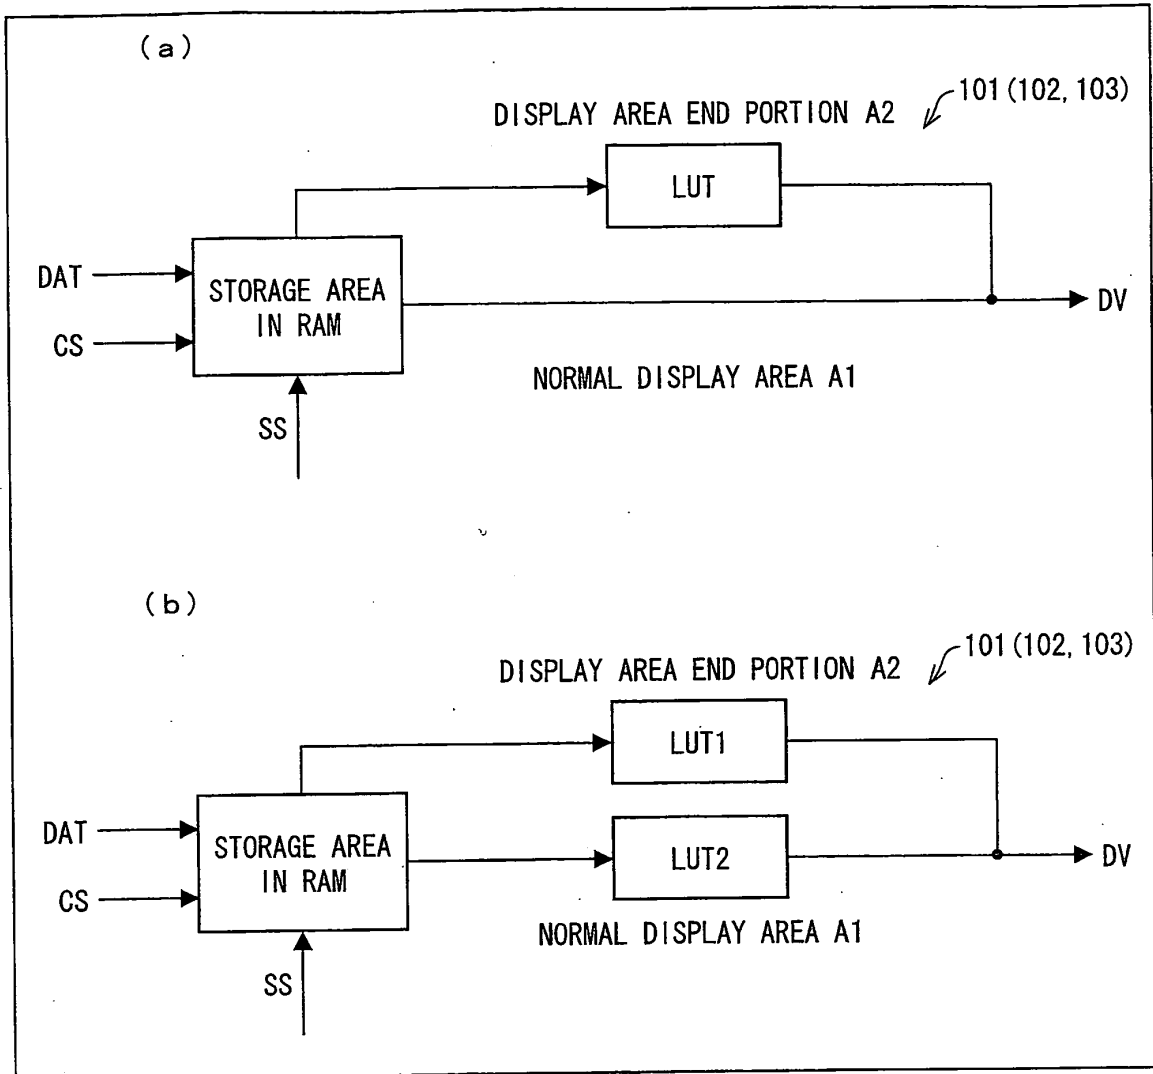 (a)
101(102, 103)
DISPLAY AREA END PORTION A2
LUT
DAT
STORAGE AREA
IN RAM
CS
DV
NORMAL DISPLAY AREA A1
SS
(b)
101(102, 103)
DISPLAY AREA END PORTION A2
LUT1
DAT
STORAGE AREA
IN RAM
LUT2
CS
DV
NORMAL DISPLAY AREA A1
SS